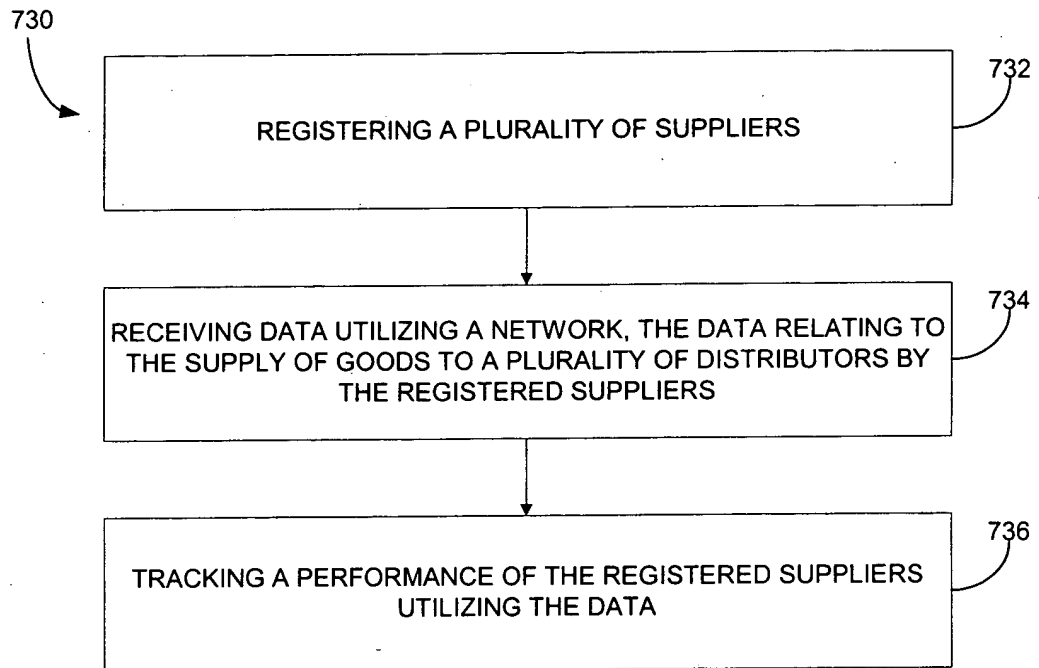 730
732
REGISTERING A PLURALITY OF SUPPLIERS
734
RECEIVING DATA UTILIZING A NETWORK, THE DATA RELATING TO
THE SUPPLY OF GOODS TO A PLURALITY OF DISTRIBUTORS BY
THE REGISTERED SUPPLIERS
736
TRACKING A PERFORMANCE OF THE REGISTERED SUPPLIERS
UTILIZING THE DATA